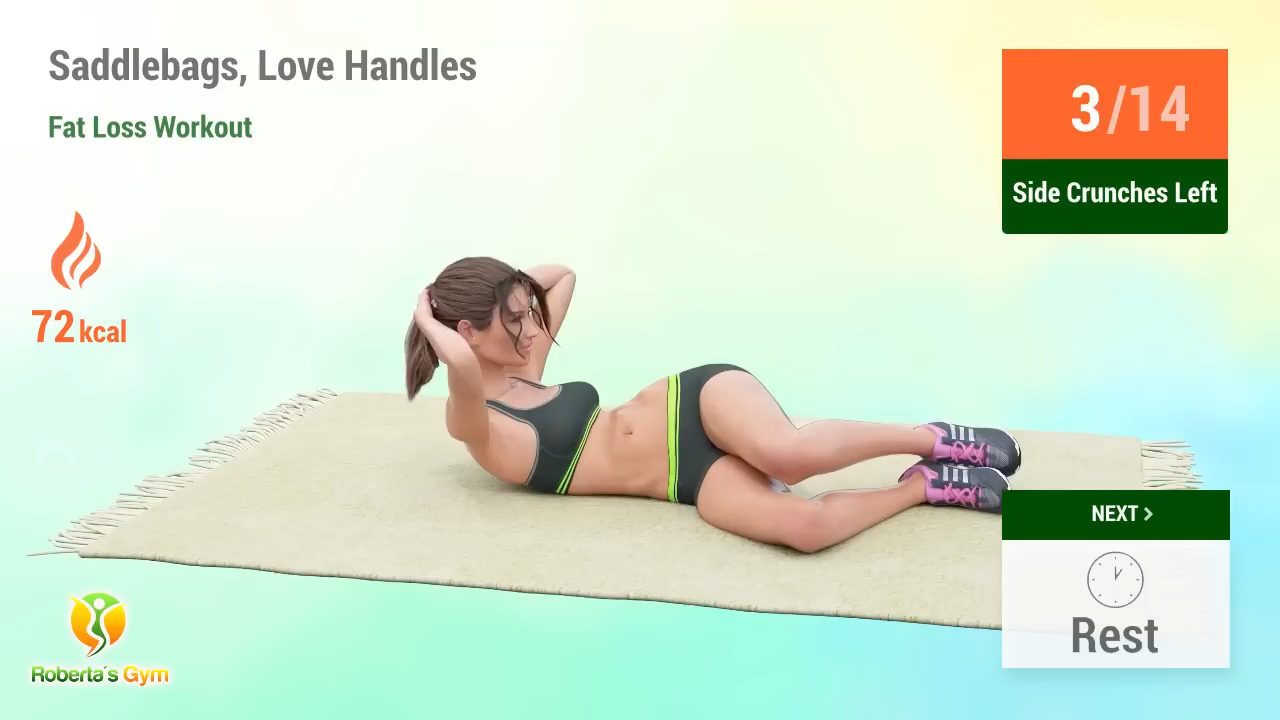 Saddlebags, Love Handles
Fat Loss Workout
3/14
Side Crunches Left
72 kcal
NEXT >
Rest
Roberta´s Gym